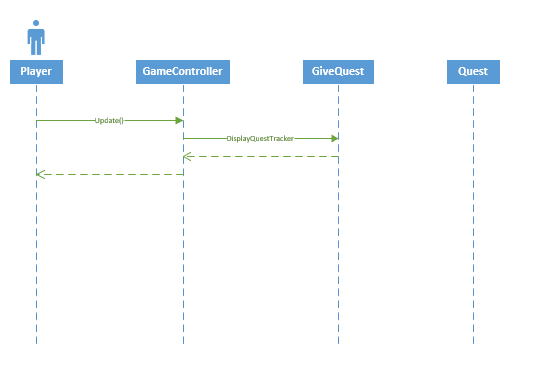 Player
GameController
GiveQuest
Quest
Update()
DisplayQuestTracker